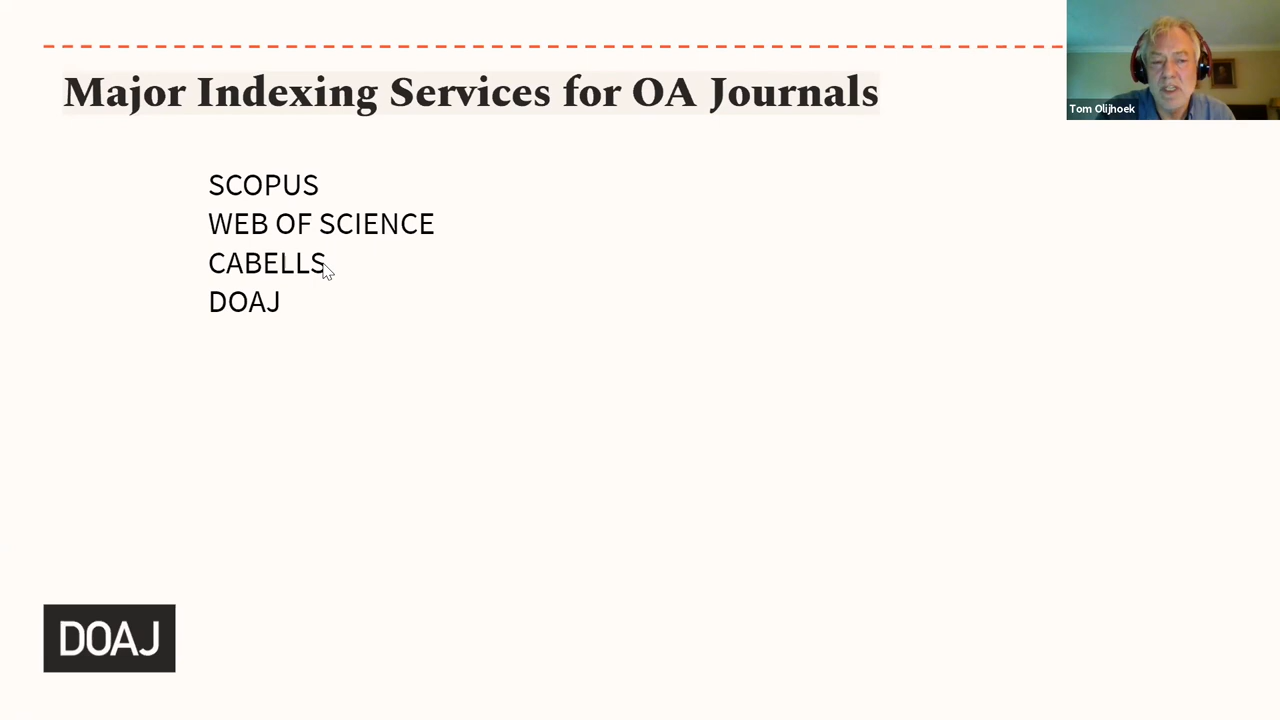 Major Indexing Services for OA Journals
Tom Olijhoek
SCOPUS
WEB OF SCIENCE
CABELLS
DOAJ
DOAJ